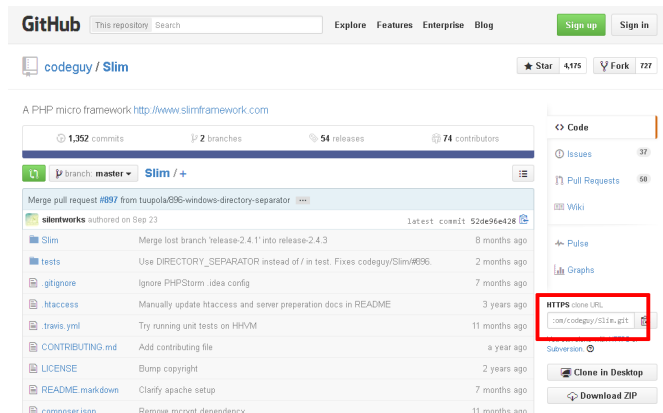 GitHub This repository Search Explore Features Enterprise Blog Sign up Sign in
codeguy / Slim Star 4,175 Fork 727
A PHP micro framework http://www.slimframework.com
1,352 commits 2 branches 54 releases 74 contributors
branch: master Slim / +
Merge pull request #897 from tuupola/896-windows-directory-separator ...
silentworks authored on Sep 23 latest commit 52de96e428
Slim Merge lost branch 'release-2.4.1' into release-2.4.3 8 months ago
tests Use DIRECTORY_SEPARATOR instead of / in test. Fixes codeguy/Slim/#896. 2 months ago
.gitignore Ignore PHPStorm .idea config 7 months ago
.htaccess Manually update htaccess and server preperation docs in README 3 years ago
.travis.yml Try running unit tests on HHVM 11 months ago
CONTRIBUTING.md Add contributing file a year ago
LICENSE Bump copyright 2 years ago
README.markdown Clarify apache setup 7 months ago
composer.json Remove mcrypt dependency 11 months ago
Code
Issues 37
Pull Requests 58
Wiki
Pulse
Graphs
HTTPS clone URL
:om/codeguy/Slim.git
Subversion.
Clone in Desktop
Download ZIP